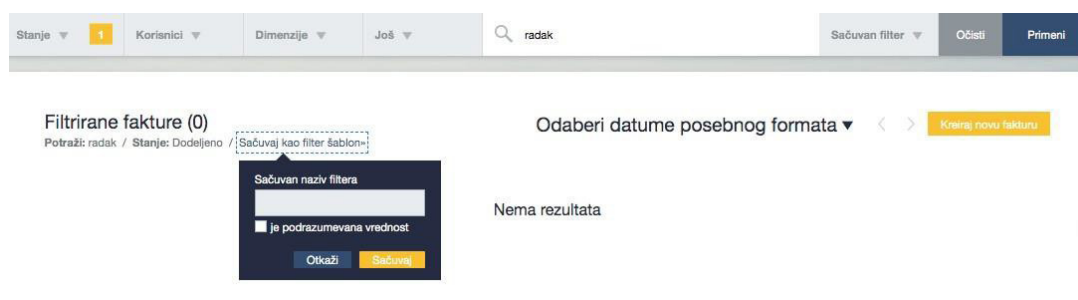 Stanje 1 Korisnici Dimenzije Još radak Sačuvan filter Očisti Primeni
Filtrirane fakture (0)
Odaberi datume posebnog formata
Kreiraj novu fakturu
Potraži: radak / Stanje: Dodeljeno / Sačuvaj kao filter šablon»
Sačuvan naziv filtera
je podrazumevana vrednost
Otkaži Sačuvaj
Nema rezultata